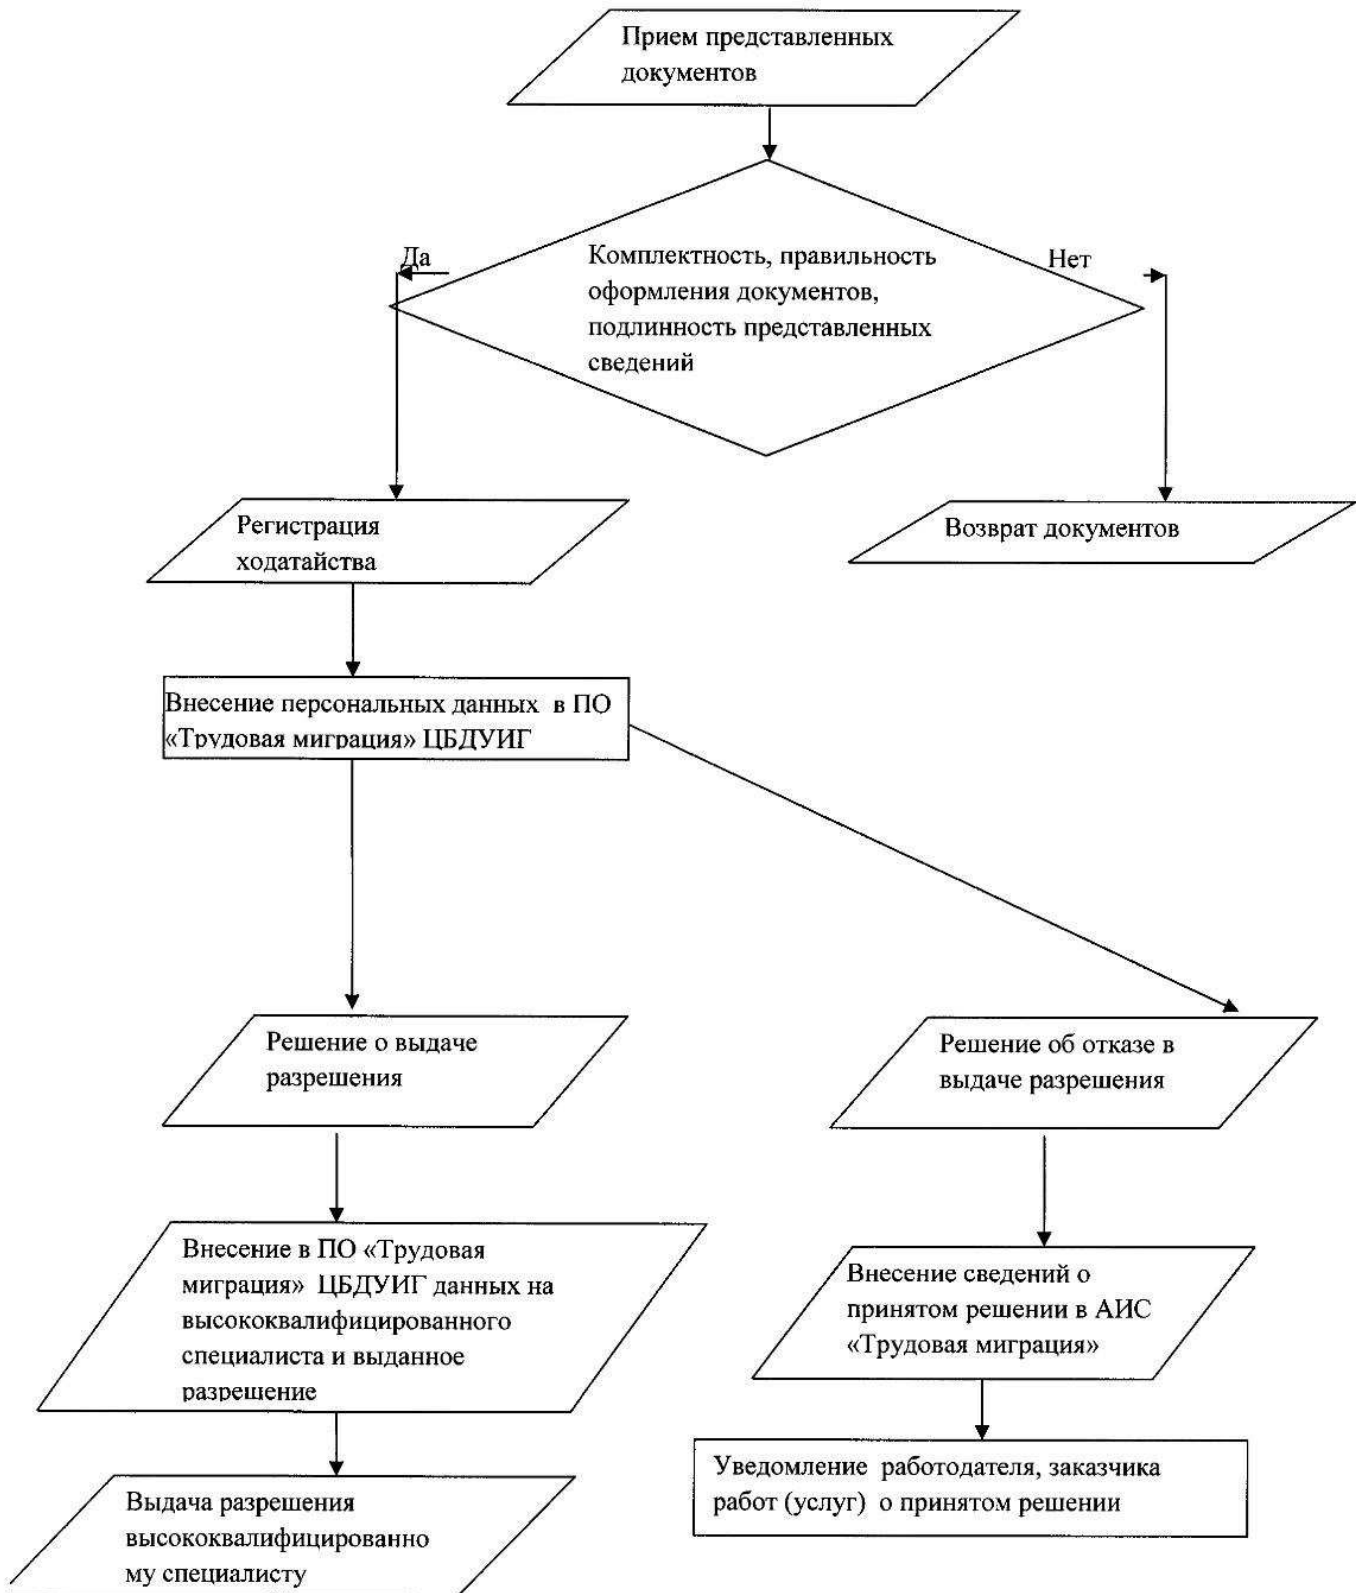 Прием представленных
документов
Да
Комплектность, правильность
оформления документов,
подлинность представленных
сведений
Нет
Регистрация
ходатайства
Возврат документов
Внесение персональных данных в ПО
«Трудовая миграция» ЦБДУИГ
Решение о выдаче
разрешения
Решение об отказе в
выдаче разрешения
Внесение в ПО «Трудовая
миграция» ЦБДУИГ данных на
высококвалифицированного
специалиста и выданное
разрешение
Внесение сведений о
принятом решении в АИС
«Трудовая миграция»
Уведомление работодателя, заказчика
работ (услуг) о принятом решении
Выдача разрешения
высококвалифицированно
му специалисту